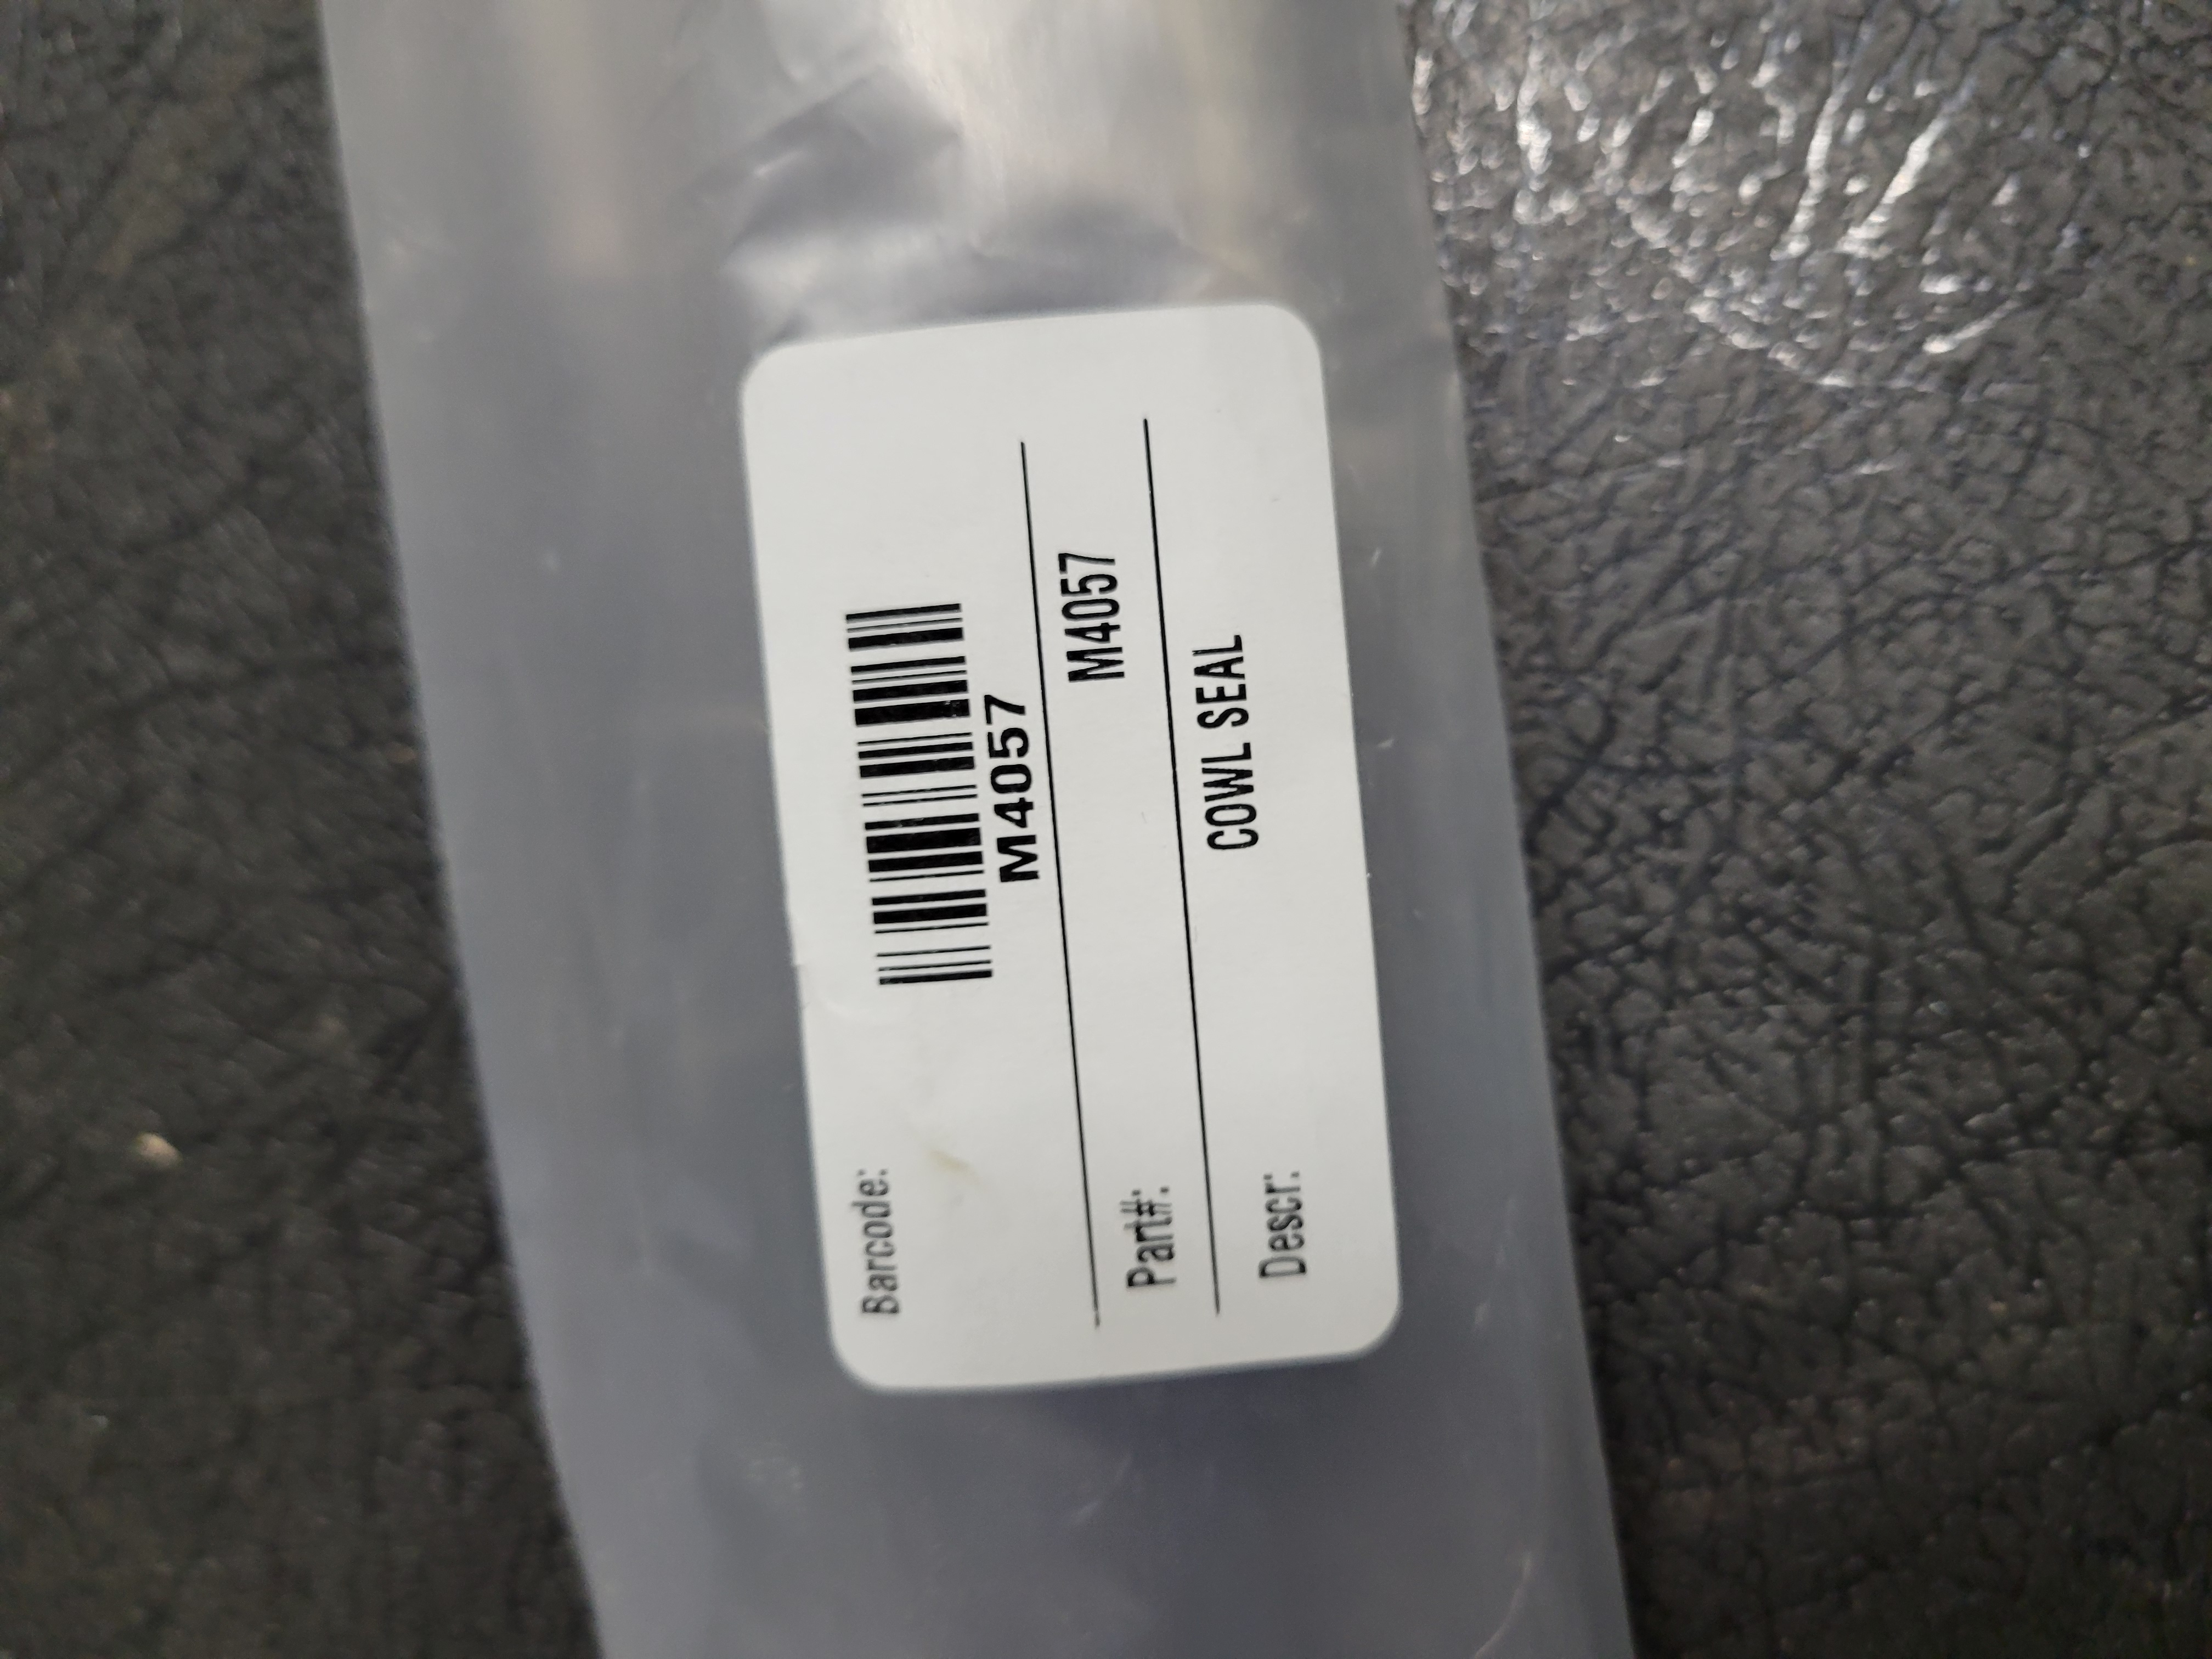 Barcode:
M4057
Part#: M4057
Descr: COWL SEAL